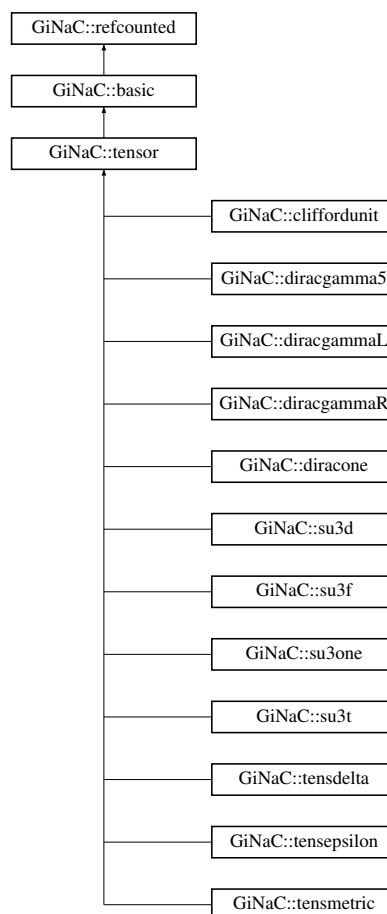 GiNaC::refcounted
GiNaC::basic
GiNaC::tensor
GiNaC::cliffordunit
GiNaC::diracgamma5
GiNaC::diracgammaL
GiNaC::diracgammaR
GiNaC::diracone
GiNaC::su3d
GiNaC::su3f
GiNaC::su3one
GiNaC::su3t
GiNaC::tensdelta
GiNaC::tensepsilon
GiNaC::tensmetric